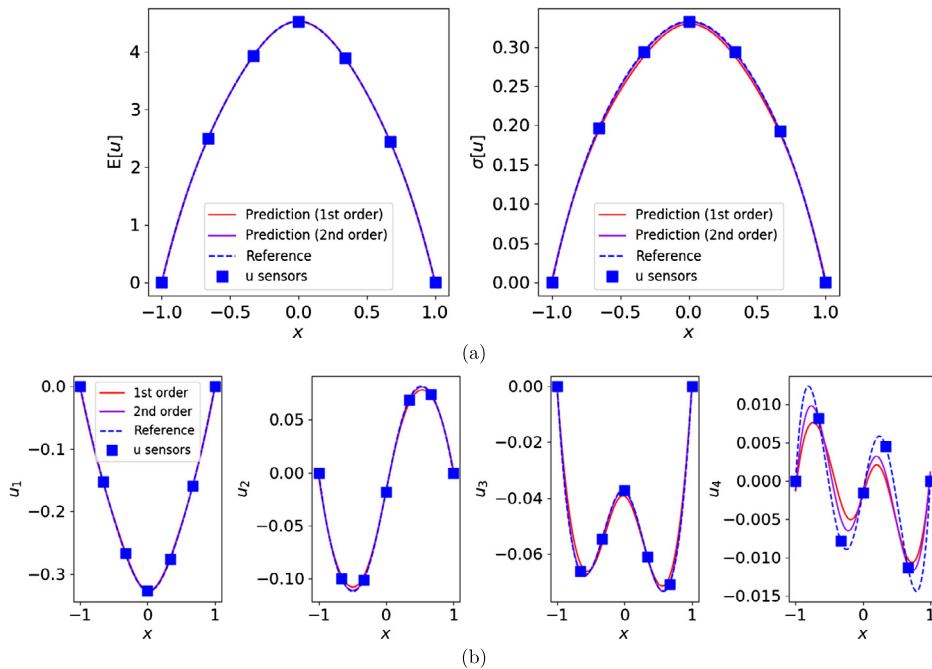 E[u]
4
3
2
1
0
Prediction (1st order)
Prediction (2nd order)
Reference
u sensors
−1.0 −0.5 0.0 0.5 1.0
x
σ[u]
0.30
0.25
0.20
0.15
0.10
0.05
0.00
Prediction (1st order)
Prediction (2nd order)
Reference
u sensors
−1.0 −0.5 0.0 0.5 1.0
x
(a)
u₁
0.0
−0.1
−0.2
−0.3
1st order
2nd order
Reference
u sensors
−1 0 1
x
u₂
0.05
0.00
−0.05
−0.10
−1 0 1
x
u₃
0.00
−0.02
−0.04
−0.06
−1 0 1
x
u₄
0.010
0.005
0.000
−0.005
−0.010
−0.015
−1 0 1
x
(b)